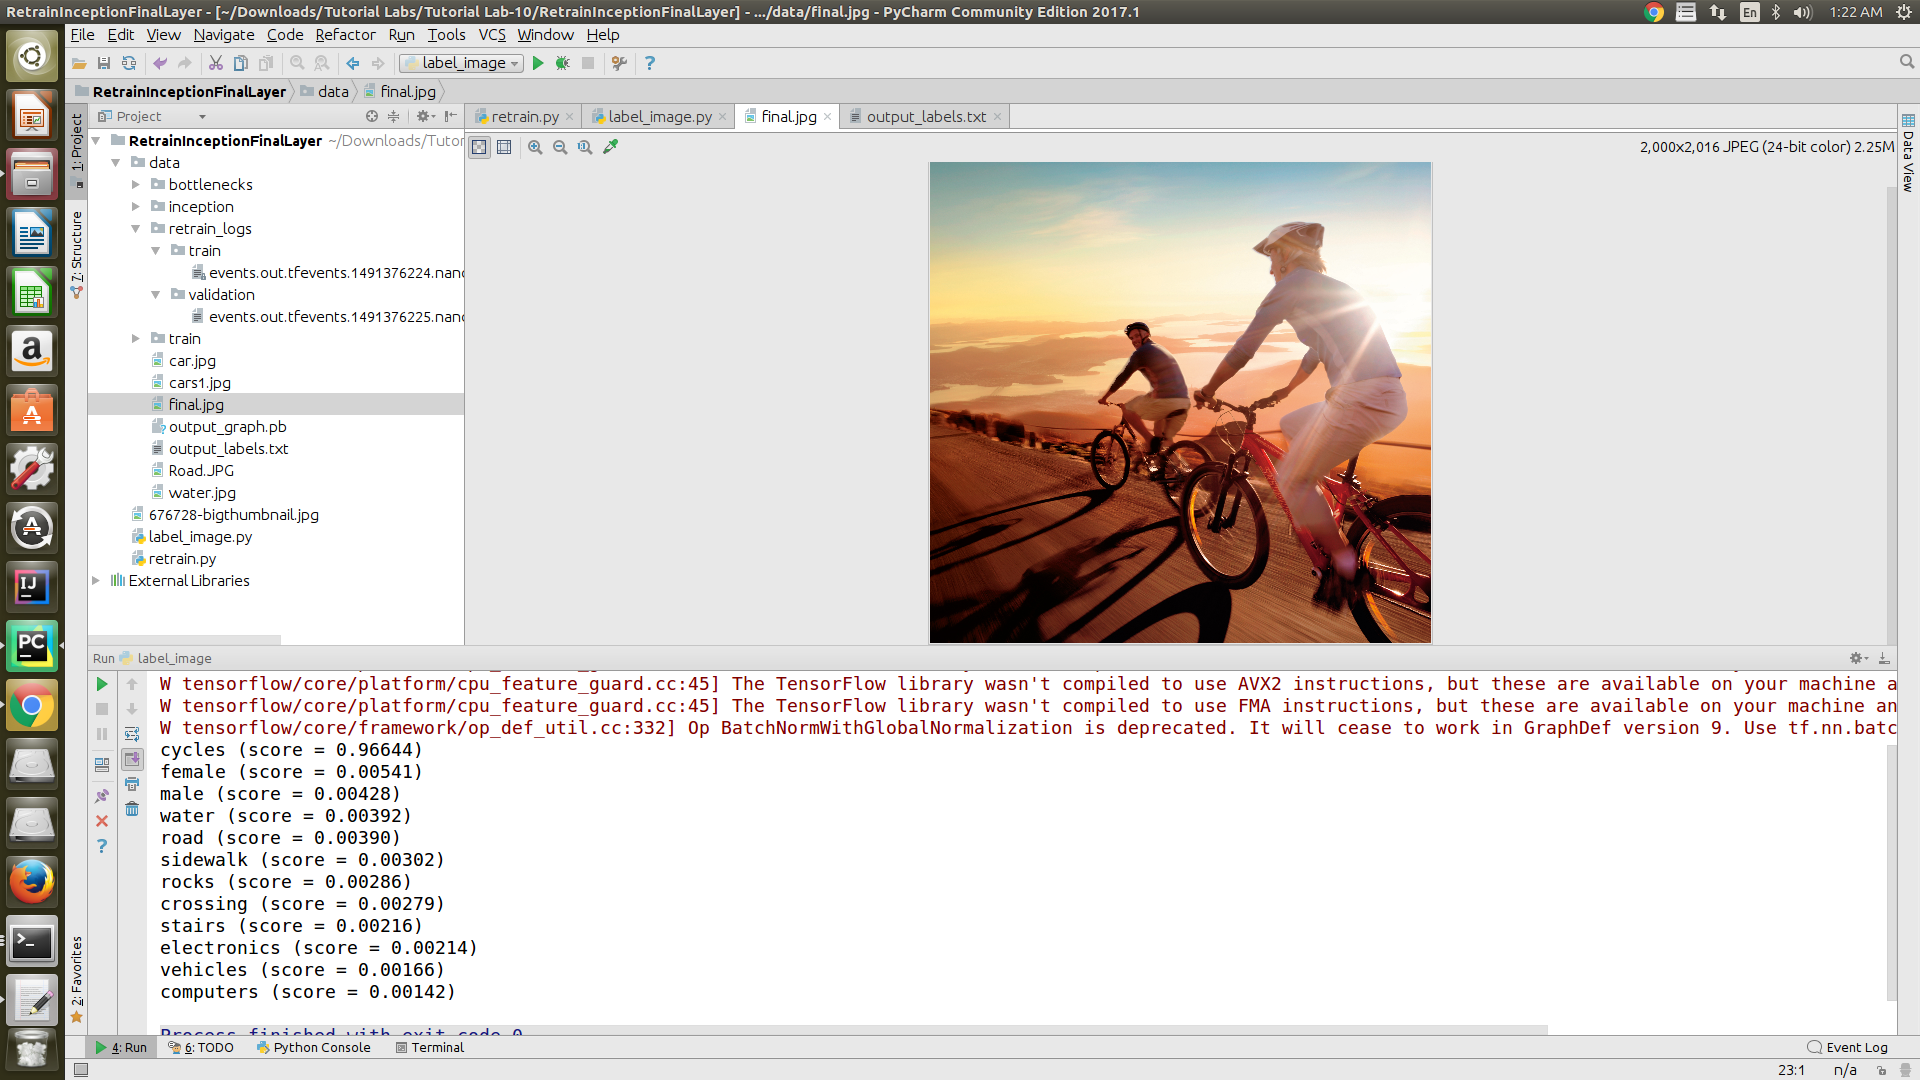 RetrainInceptionFinalLayer - [~/Downloads/Tutorial Labs/Tutorial Lab-10/RetrainInceptionFinalLayer] - .../data/final.jpg - PyCharm Community Edition 2017.1
En
1:22 AM
File Edit View Navigate Code Refactor Run Tools VCS Window Help
label_image
RetrainInceptionFinalLayer data final.jpg
Project
retrain.py label_image.py final.jpg output_labels.txt
1: Project
7: Structure
2: Favorites
Data View
2,000x2,016 JPEG (24-bit color) 2.25M
RetrainInceptionFinalLayer ~/Downloads/Tutor
data
bottlenecks
inception
retrain_logs
train
events.out.tfevents.1491376224.nano
validation
events.out.tfevents.1491376225.nano
train
car.jpg
cars1.jpg
final.jpg
output_graph.pb
output_labels.txt
Road.JPG
water.jpg
676728-bigthumbnail.jpg
label_image.py
retrain.py
External Libraries
Run label_image
W tensorflow/core/platform/cpu_feature_guard.cc:45] The TensorFlow library wasn't compiled to use AVX2 instructions, but these are available on your machine a
W tensorflow/core/platform/cpu_feature_guard.cc:45] The TensorFlow library wasn't compiled to use FMA instructions, but these are available on your machine an
W tensorflow/core/framework/op_def_util.cc:332] Op BatchNormWithGlobalNormalization is deprecated. It will cease to work in GraphDef version 9. Use tf.nn.batc
cycles (score = 0.96644)
female (score = 0.00541)
male (score = 0.00428)
water (score = 0.00392)
road (score = 0.00390)
sidewalk (score = 0.00302)
rocks (score = 0.00286)
crossing (score = 0.00279)
stairs (score = 0.00216)
electronics (score = 0.00214)
vehicles (score = 0.00166)
computers (score = 0.00142)
Process finished with exit code 0
4: Run 6: TODO Python Console Terminal
Event Log
23:1 n/a